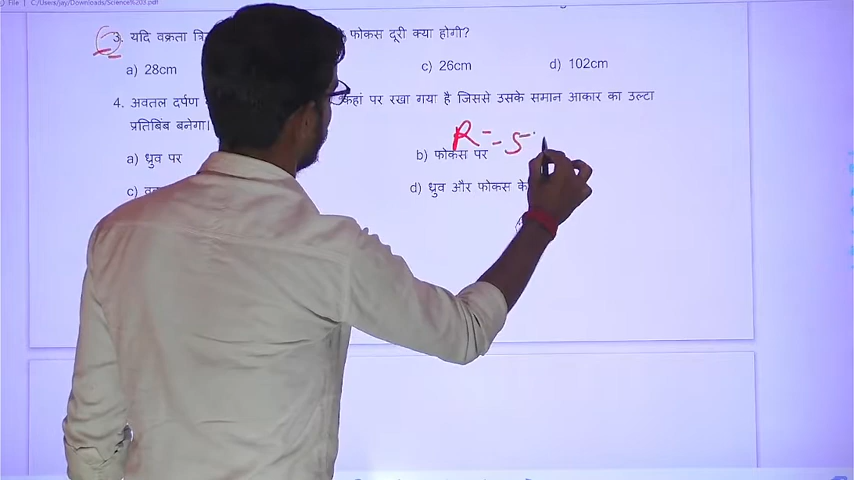 File | C:/Users/jay/Downloads/Science%203.pdf
3. यदि वक्रता फोकस दूरी क्या होगी?
a) 28cm c) 26cm d) 102cm
4. अवतल दर्पण कहां पर रखा गया है जिससे उसके समान आकार का उल्टा
प्रतिबिंब बनेगा।
R = - 5
a) ध्रुव पर b) फोकस पर
c) d) ध्रुव और फोकस के